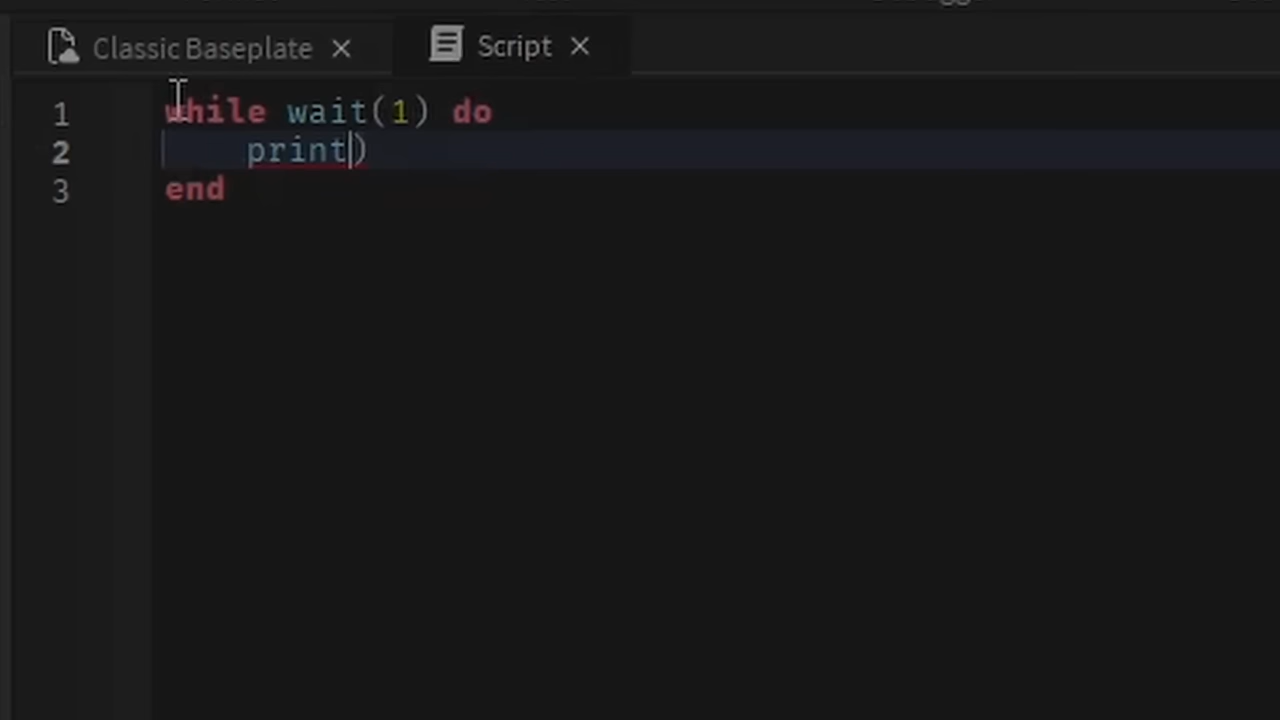 Classic Baseplate
Script
1 while wait(1) do
2 print)
3 end